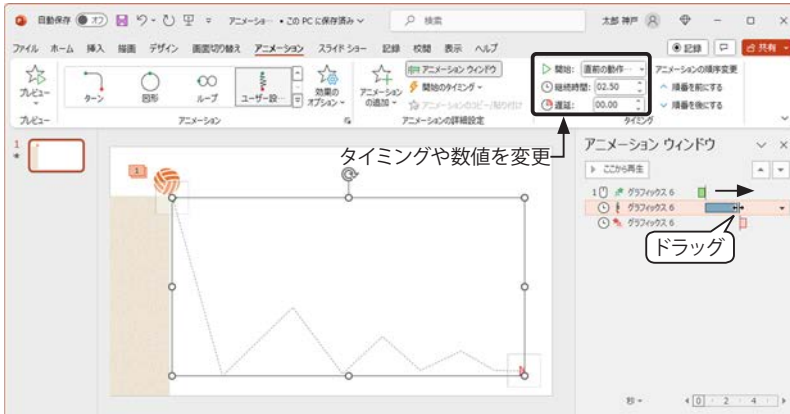 自動保存 オフ アニメーショ… • この PC に保存済み 検索 太郎 神戸
ファイル ホーム 挿入 描画 デザイン 画面切り替え アニメーション スライド ショー 記録 校閲 表示 ヘルプ 記録 共有
プレビュー
ターン 図形 ループ ユーザー設…
効果のオプション
アニメーションの追加
アニメーション ウィンドウ
開始のタイミング
アニメーションのコピー/貼り付け
開始: 直前の動作…
継続時間: 02.50
遅延: 00.00
アニメーションの順序変更
順番を前にする
順番を後にする
プレビュー アニメーション アニメーションの詳細設定 タイミング
1
1
タイミングや数値を変更
アニメーション ウィンドウ
ここから再生
1 グラフィックス 6
グラフィックス 6
グラフィックス 6
ドラッグ
秒 0 2 4